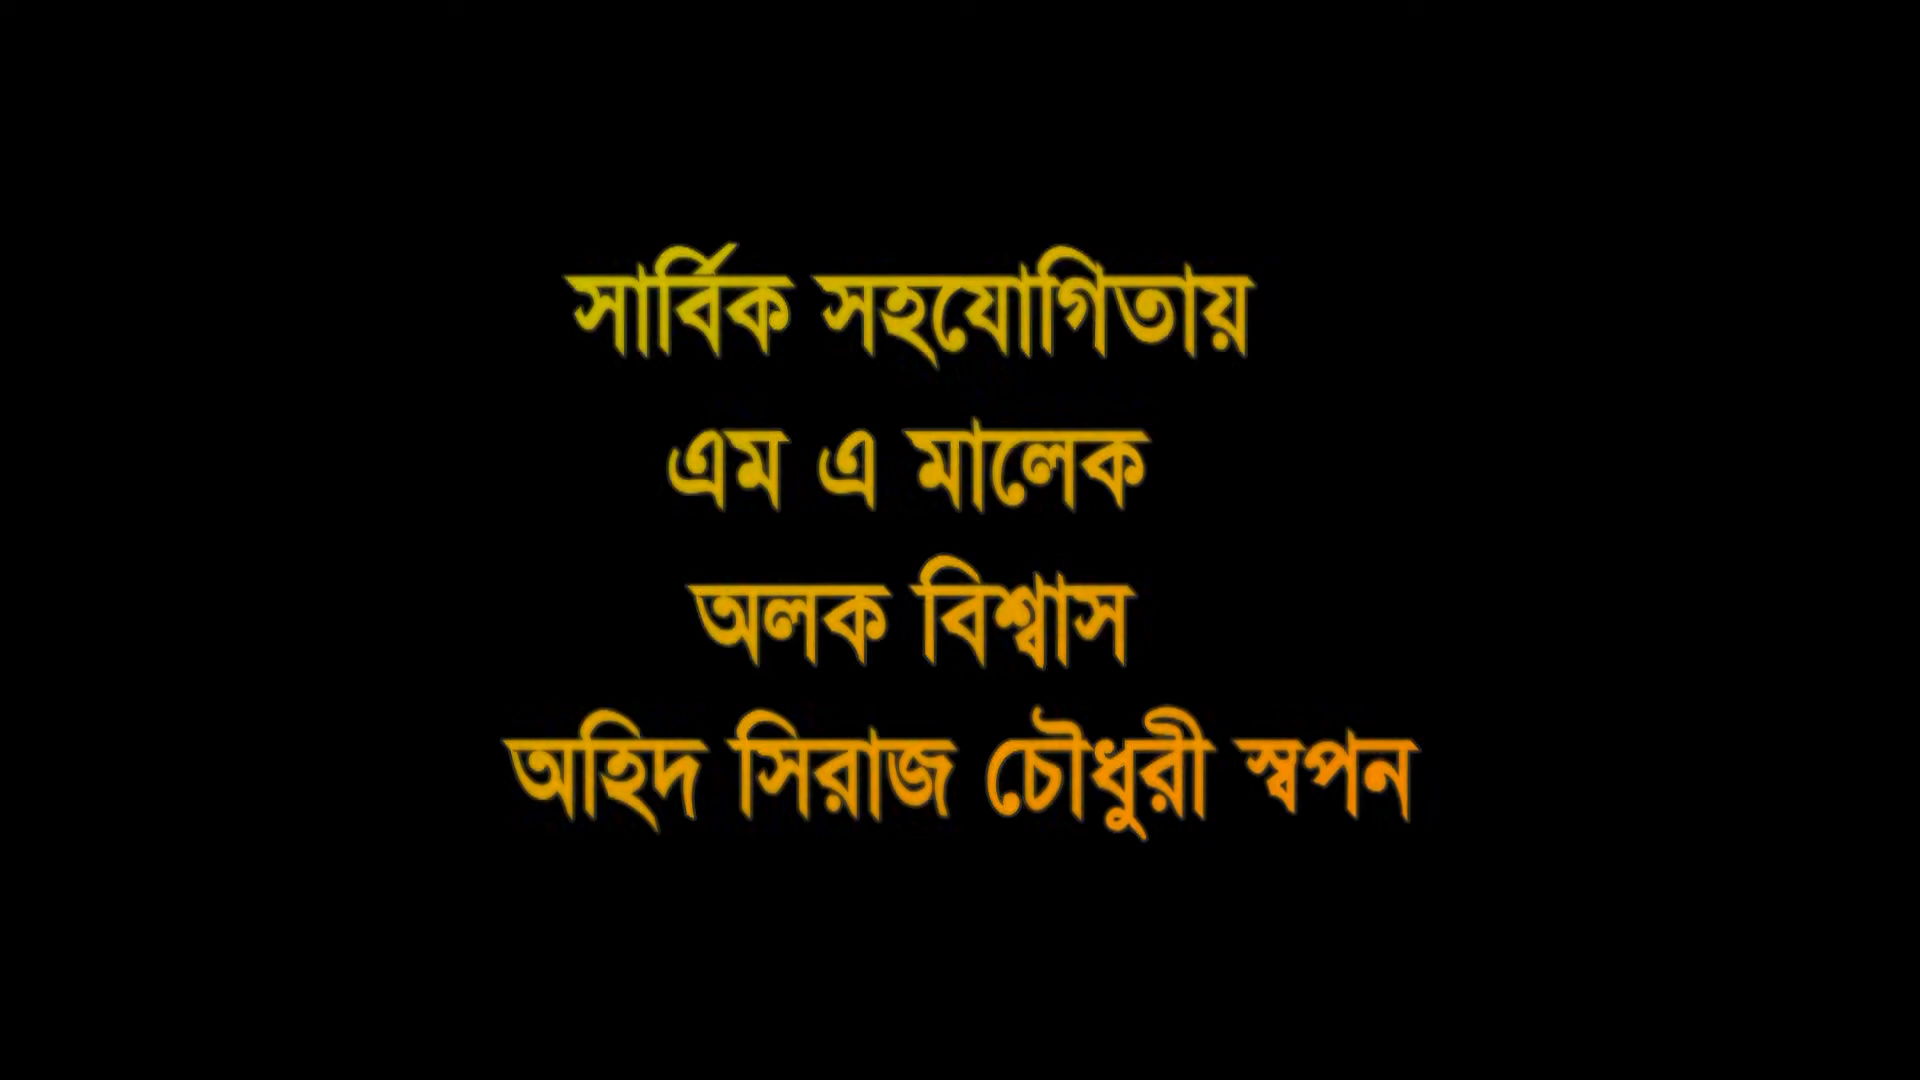 সার্বিক সহযোগিতায়
এম এ মালেক
অলক বিশ্বাস
অহিদ সিরাজ চৌধুরী স্বপন